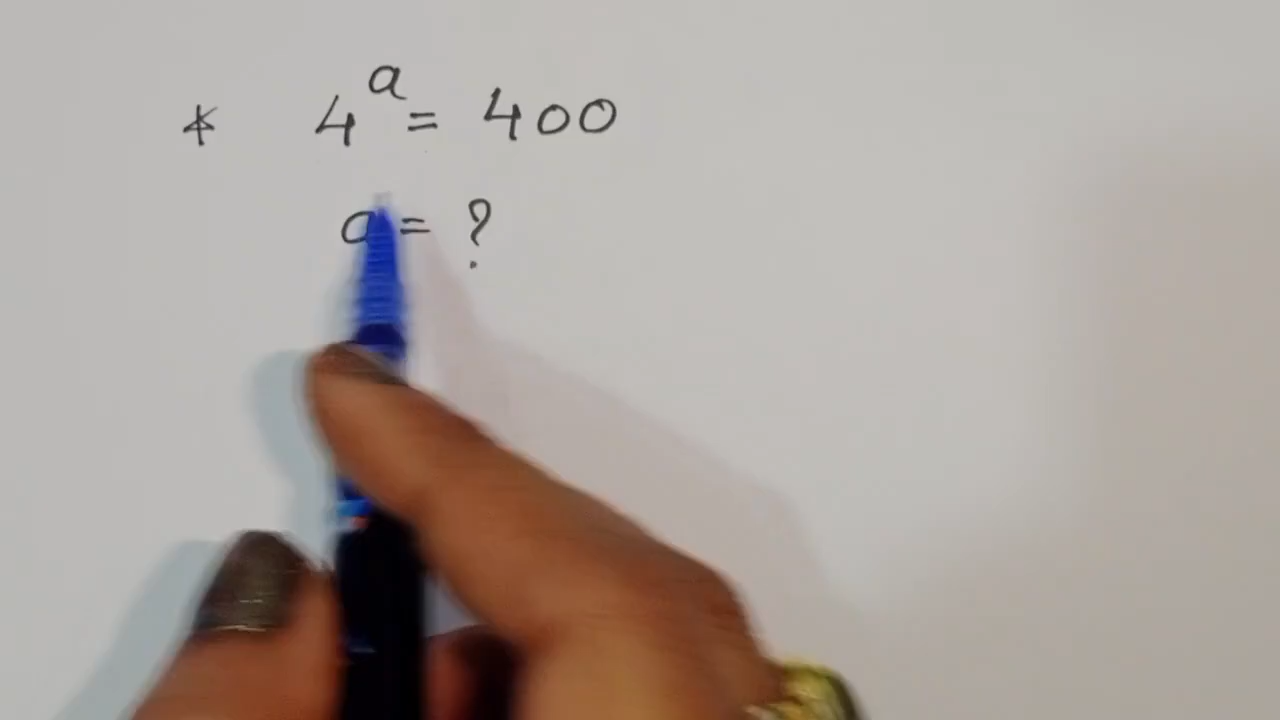 * 4^a = 400
a = ?